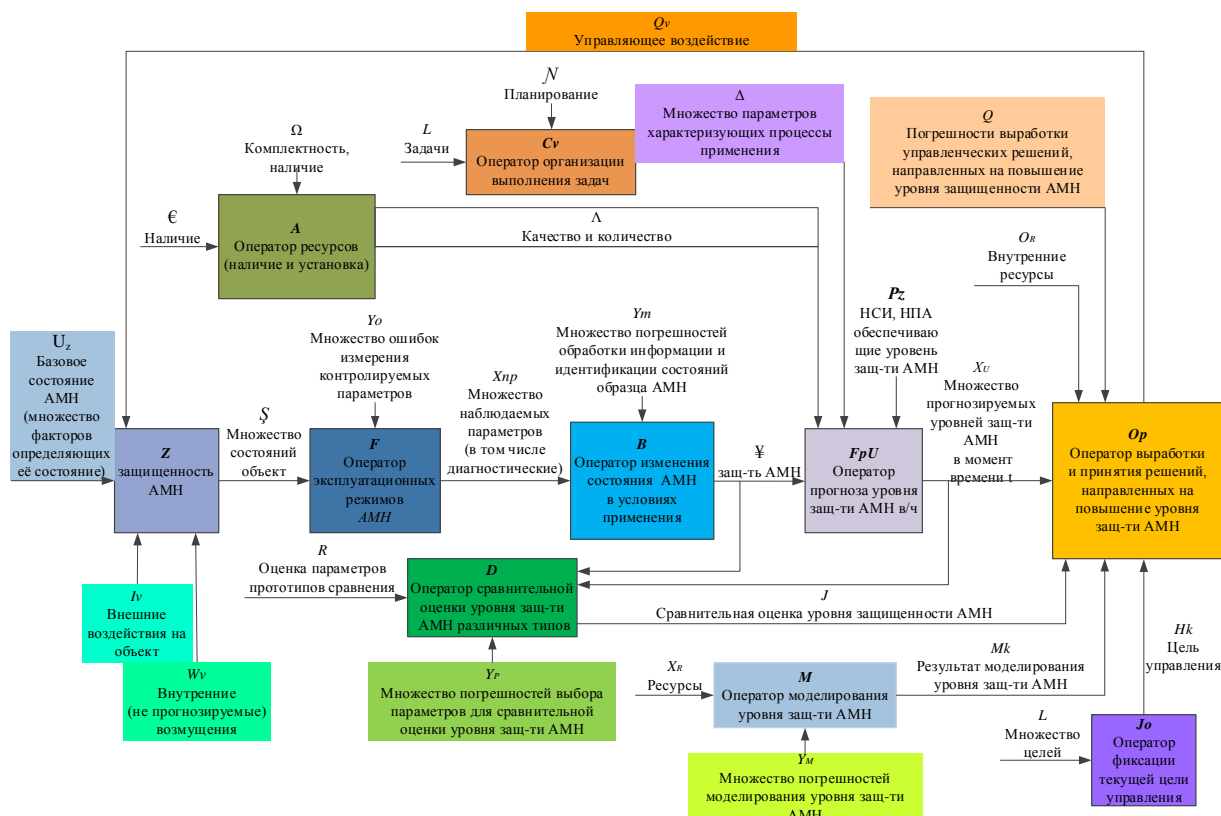 Qv
Управляющее воздействие
N
Планирование
L
Задачи
Cv
Оператор организации
выполнения задач
Δ
Множество параметров
характеризующих процессы
применения
Q
Погрешности выработки
управленческих решений,
направленных на повышение
уровня защищенности АМН
Ω
Комплектность,
наличие
€
Наличие
A
Оператор ресурсов
(наличие и установка)
Λ
Качество и количество
O_R
Внутренние
ресурсы
Pz
НСИ, НПА
обеспечиваю
щие уровень
защ-ти АМН
U_z
Базовое
состояние
АМН
(множество
факторов
определяющих
её состояние)
Yo
Множество ошибок
измерения
контролируемых
параметров
Ym
Множество погрешностей
обработки информации и
идентификации состояний
образца АМН
Xпр
Множество
наблюдаемых
параметров
(в том числе
диагностические)
X_U
Множество
прогнозируемых
уровней защ-ти
АМН
в момент
времени t
Z
защищенность
АМН
Ş
Множество
состояний
объект
F
Оператор
эксплуатационных
режимов
АМН
B
Оператор изменения
состояния АМН
в условиях
применения
¥
защ-ть АМН
FpU
Оператор
прогноза уровня
защ-ти АМН в/ч
Op
Оператор выработки
и принятия решений,
направленных на
повышение уровня
защ-ти АМН
R
Оценка параметров
прототипов сравнения
D
Оператор сравнительной
оценки уровня защ-ти
АМН различных типов
J
Сравнительная оценка уровня защищенности АМН
Iv
Внешние
воздействия на
объект
Wv
Внутренние
(не прогнозируемые)
возмущения
Y_P
Множество погрешностей выбора
параметров для сравнительной
оценки уровня защ-ти АМН
X_R
Ресурсы
M
Оператор моделирования
уровня защ-ти АМН
Mk
Результат моделирования
уровня защ-ти АМН
Hk
Цель
управления
Y_M
Множество погрешностей
моделирования уровня защ-ти
АМН
L
Множество
целей
Jo
Оператор
фиксации
текущей цели
управления